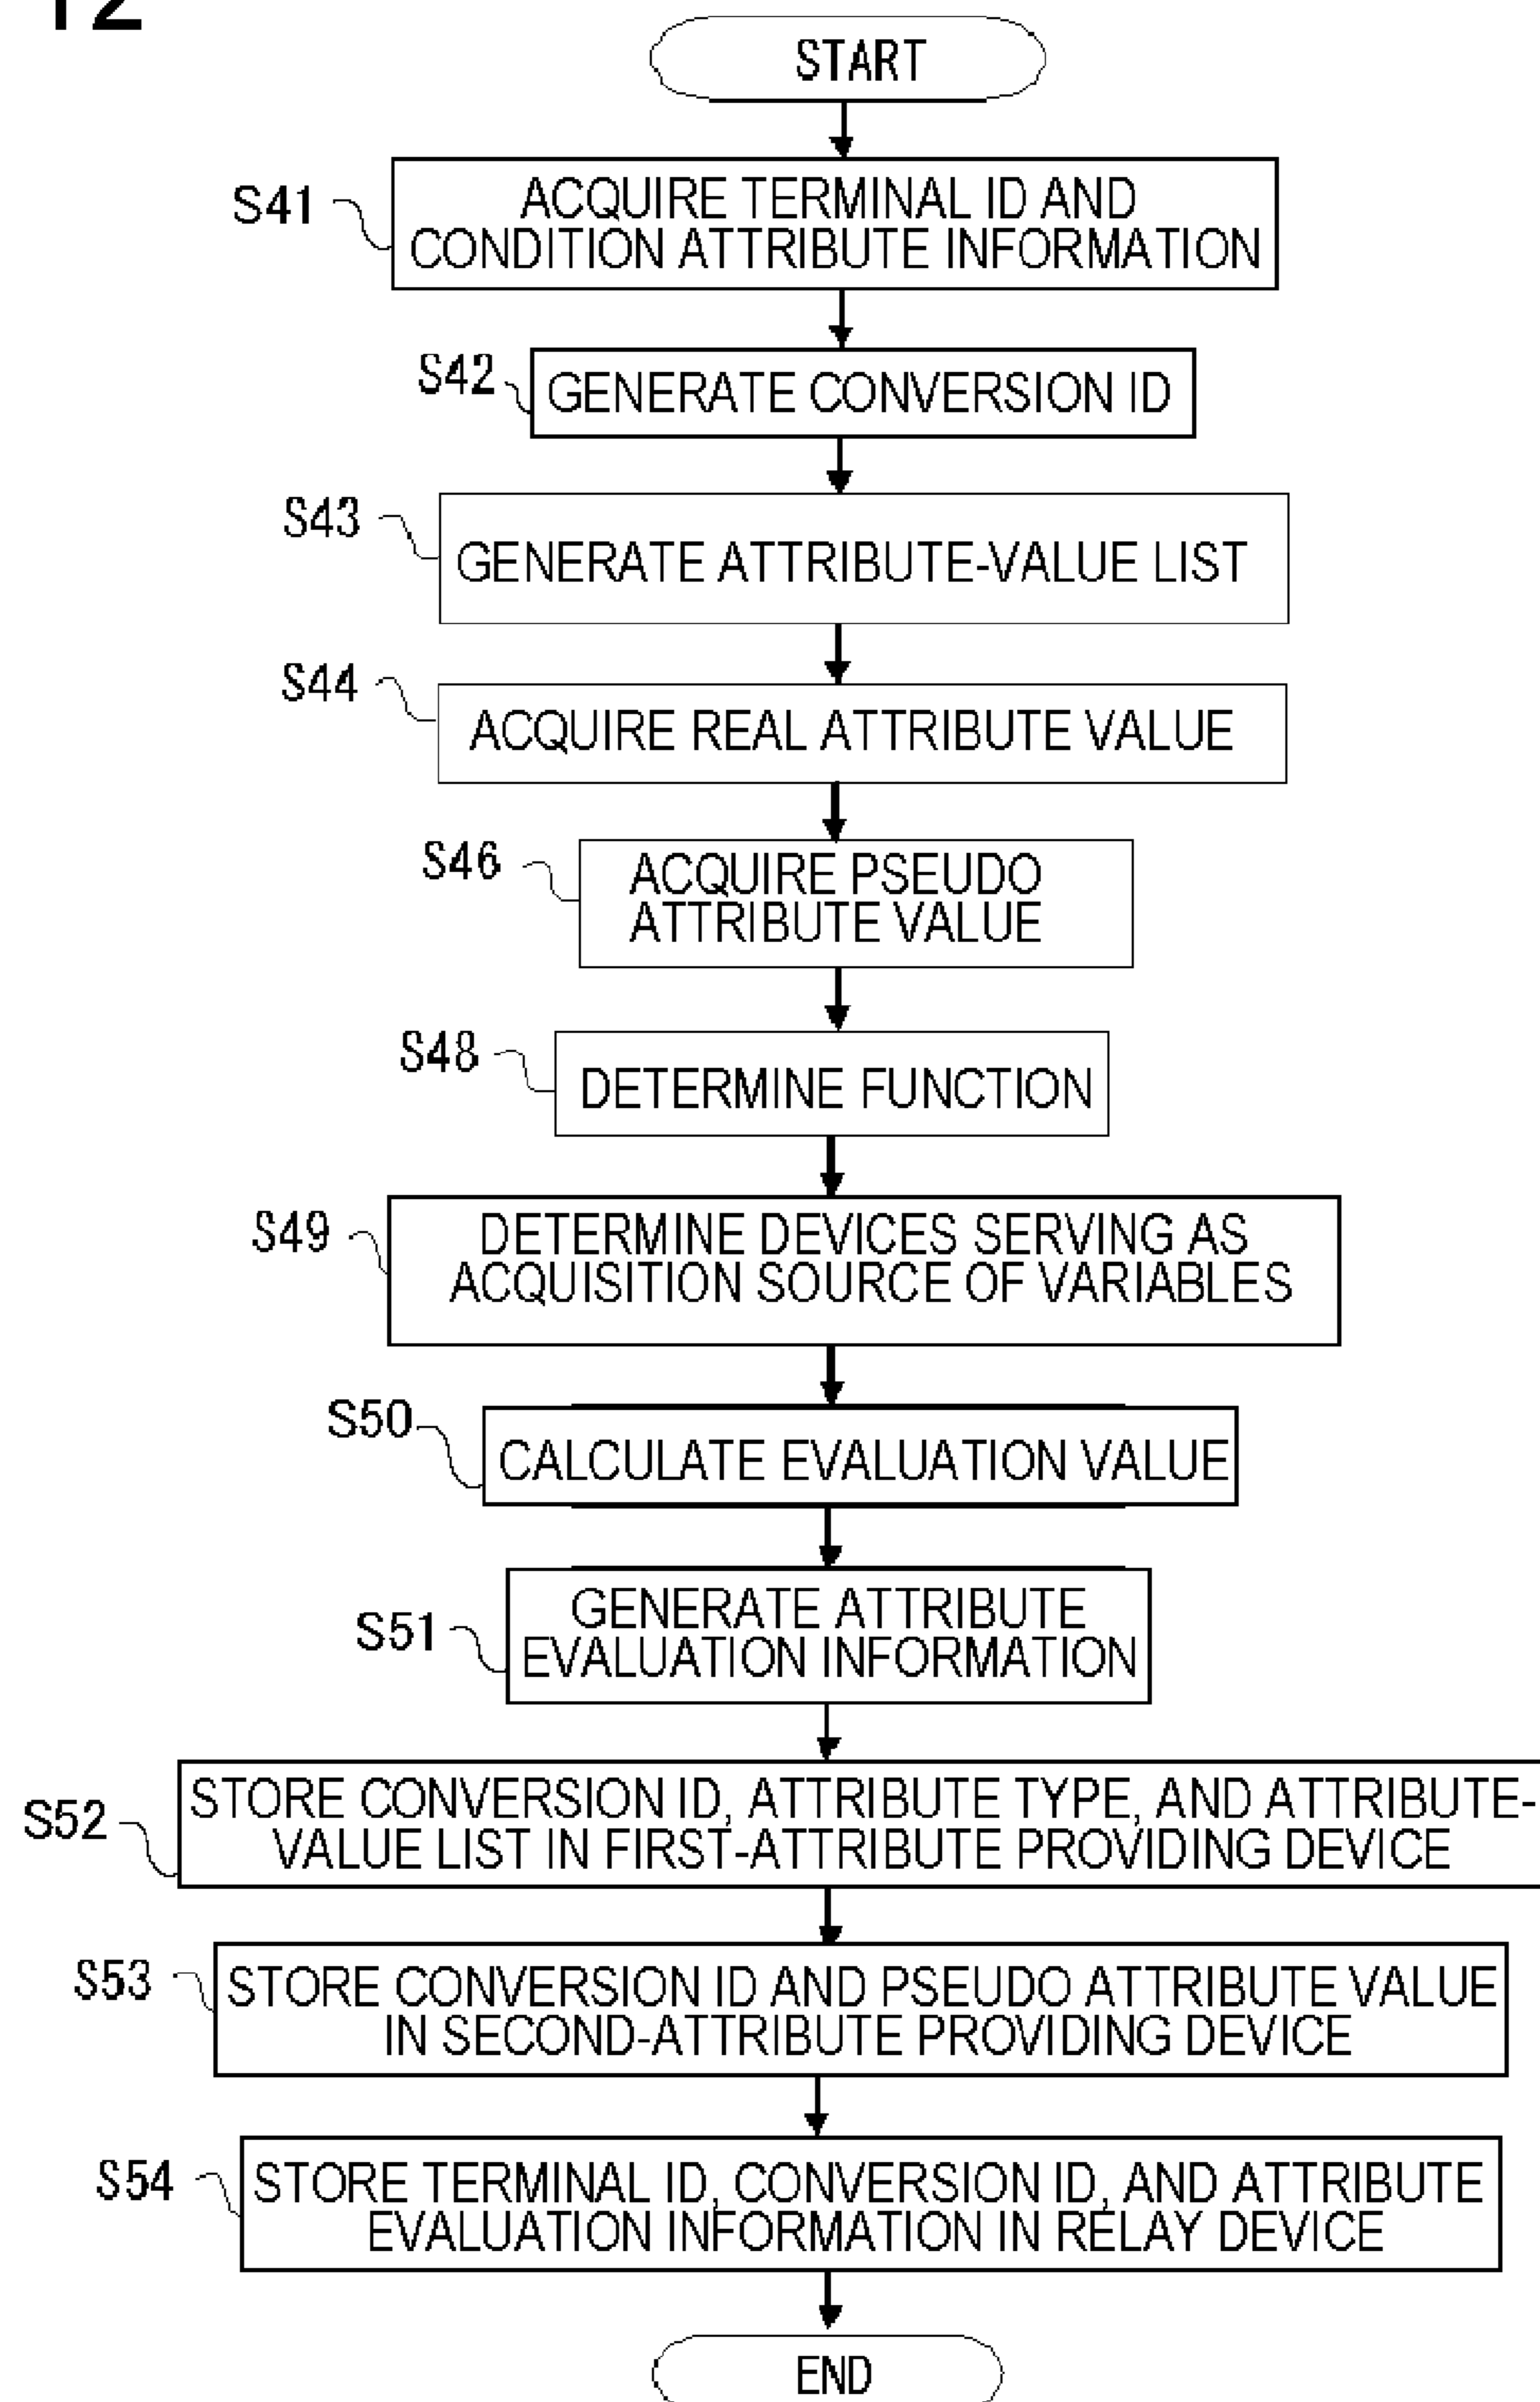 12
START
S41
ACQUIRE TERMINAL ID AND
CONDITION ATTRIBUTE INFORMATION
S42
GENERATE CONVERSION ID
S43
GENERATE ATTRIBUTE-VALUE LIST
S44
ACQUIRE REAL ATTRIBUTE VALUE
S46
ACQUIRE PSEUDO
ATTRIBUTE VALUE
S48
DETERMINE FUNCTION
S49
DETERMINE DEVICES SERVING AS
ACQUISITION SOURCE OF VARIABLES
S50
CALCULATE EVALUATION VALUE
S51
GENERATE ATTRIBUTE
EVALUATION INFORMATION
S52
STORE CONVERSION ID, ATTRIBUTE TYPE, AND ATTRIBUTE-
VALUE LIST IN FIRST-ATTRIBUTE PROVIDING DEVICE
S53
STORE CONVERSION ID AND PSEUDO ATTRIBUTE VALUE
IN SECOND-ATTRIBUTE PROVIDING DEVICE
S54
STORE TERMINAL ID, CONVERSION ID, AND ATTRIBUTE
EVALUATION INFORMATION IN RELAY DEVICE
END